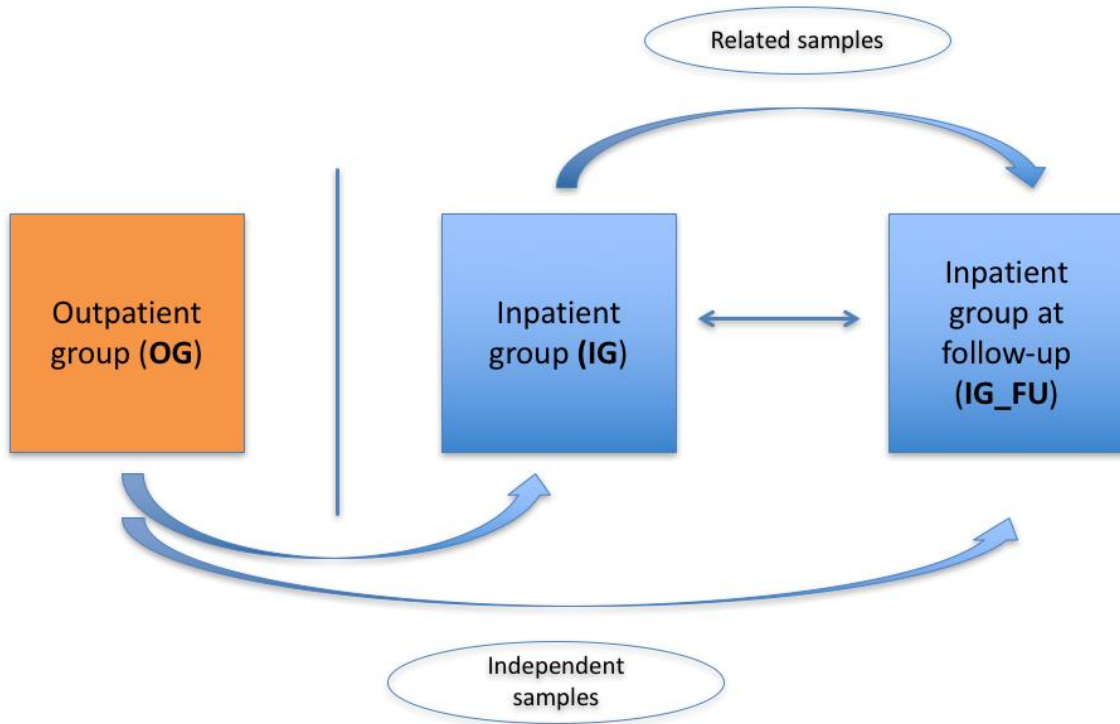 Related samples
Outpatient
group (OG)
Inpatient
group (IG)
Inpatient
group at
follow-up
(IG_FU)
Independent
samples